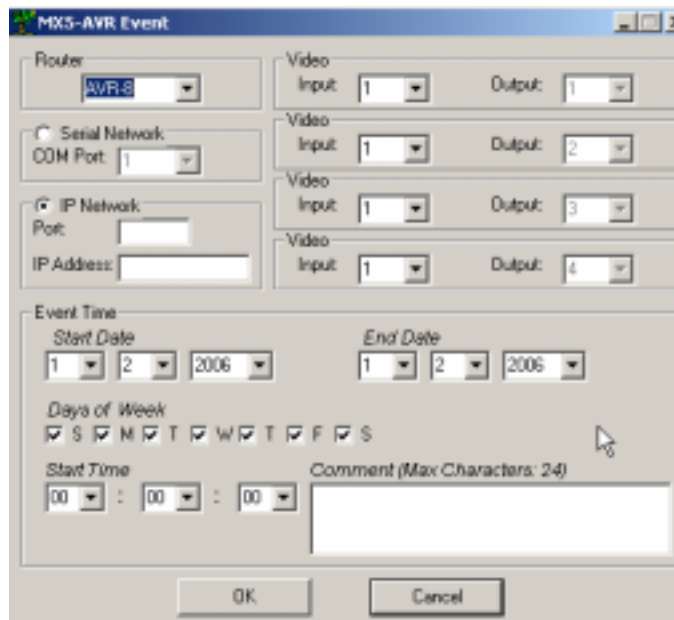 MX5-AVR Event
Router
AVR-8
Serial Network
COM Port: 1
IP Network
Port:
IP Address:
Video
Input: 1 Output: 1
Video
Input: 1 Output: 2
Video
Input: 1 Output: 3
Video
Input: 1 Output: 4
Event Time
Start Date
1 2 2006
End Date
1 2 2006
Days of Week
S M T W T F S
Start Time
00 : 00 : 00
Comment (Max Characters: 24)
OK
Cancel